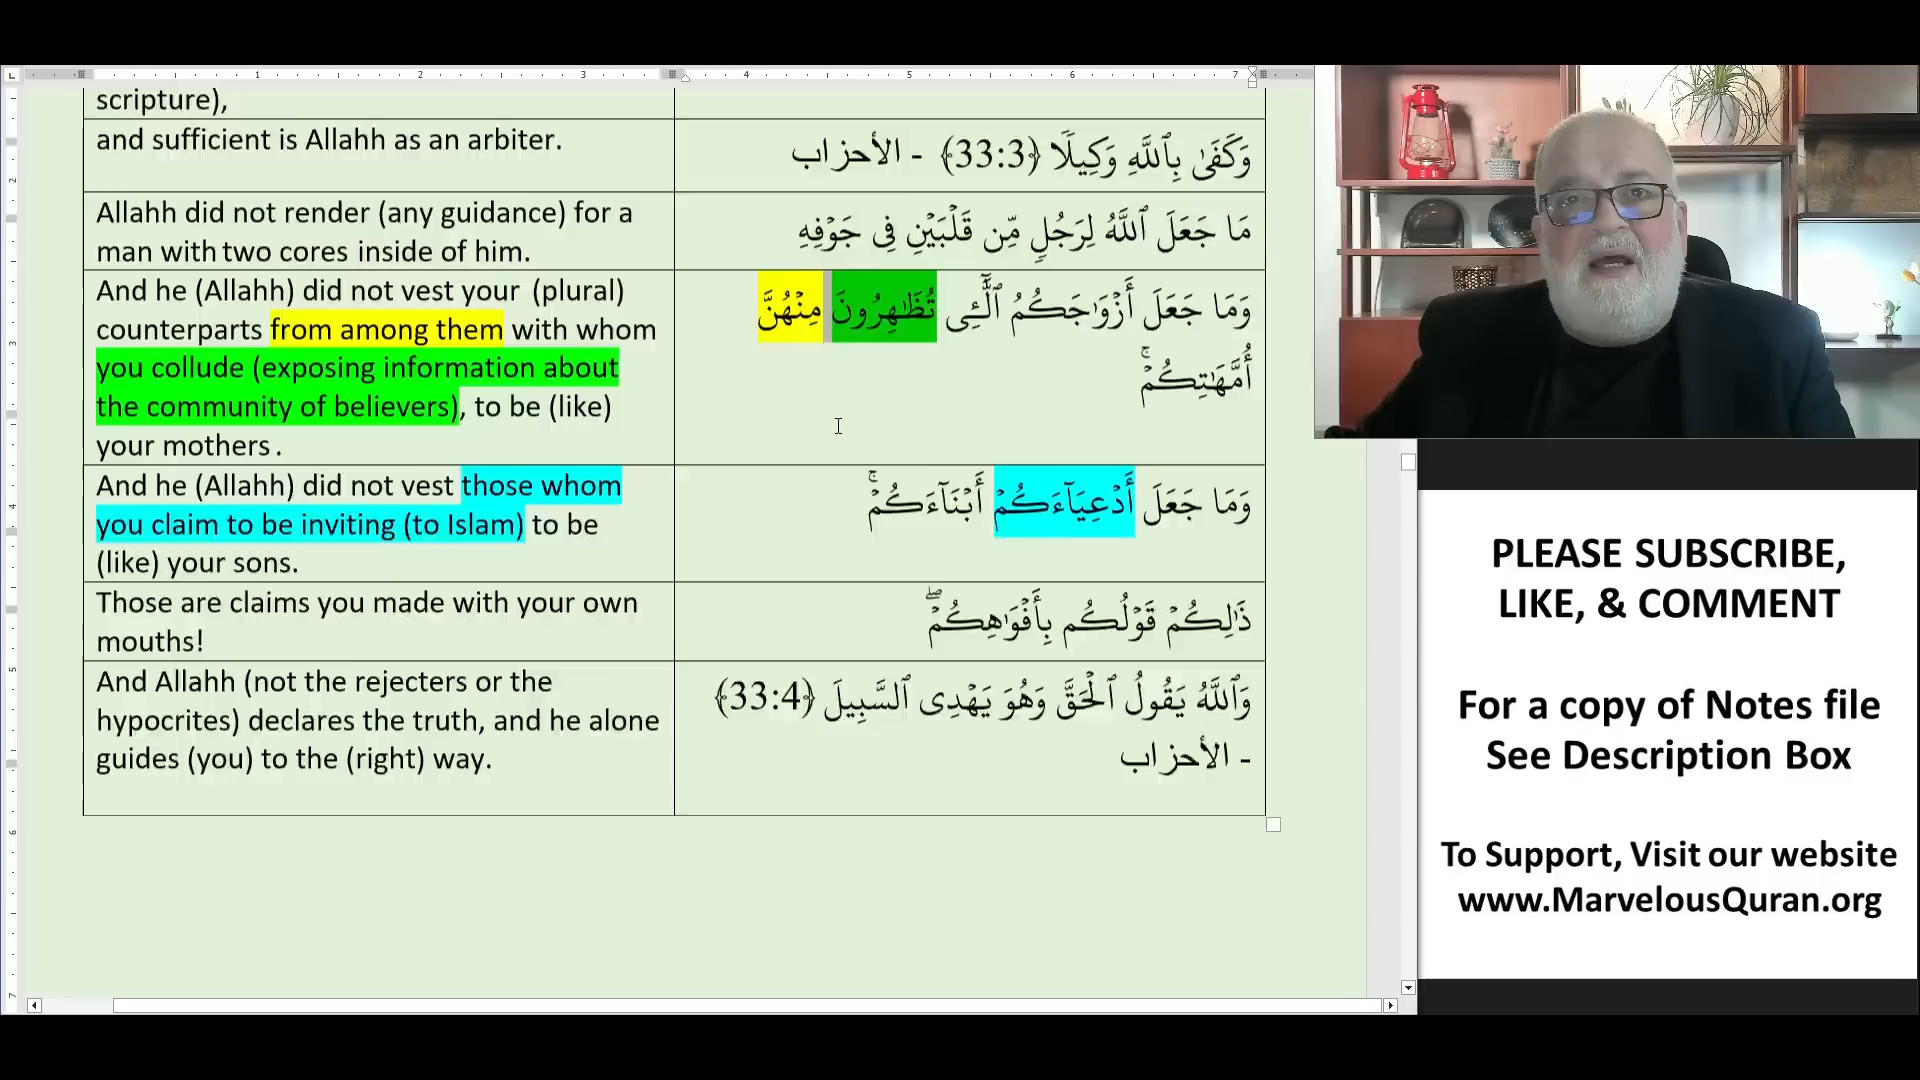 scripture),
and sufficient is Allahh as an arbiter.
وَكَفَىٰ بِٱللَّهِ وَكِيلًا ﴿33:3﴾ - الأحزاب
Allahh did not render (any guidance) for a
man with two cores inside of him.
مَا جَعَلَ ٱللَّهُ لِرَجُلٍ مِّن قَلْبَيْنِ فِى جَوْفِهِ
And he (Allahh) did not vest your (plural)
counterparts from among them with whom
you collude (exposing information about
the community of believers), to be (like)
your mothers.
وَمَا جَعَلَ أَزْوَٰجَكُمُ ٱلَّـٰٓـِٔى تُظَـٰهِرُونَ مِنْهُنَّ
أُمَّهَـٰتِكُمْ ۚ
And he (Allahh) did not vest those whom
you claim to be inviting (to Islam) to be
(like) your sons.
وَمَا جَعَلَ أَدْعِيَآءَكُمْ أَبْنَآءَكُمْ ۚ
Those are claims you made with your own
mouths!
ذَٰلِكُمْ قَوْلُكُم بِأَفْوَٰهِكُمْ ۖ
And Allahh (not the rejecters or the
hypocrites) declares the truth, and he alone
guides (you) to the (right) way.
وَٱللَّهُ يَقُولُ ٱلْحَقَّ وَهُوَ يَهْدِى ٱلسَّبِيلَ ﴿33:4﴾
- الأحزاب
PLEASE SUBSCRIBE,
LIKE, & COMMENT
For a copy of Notes file
See Description Box
To Support, Visit our website
www.MarvelousQuran.org